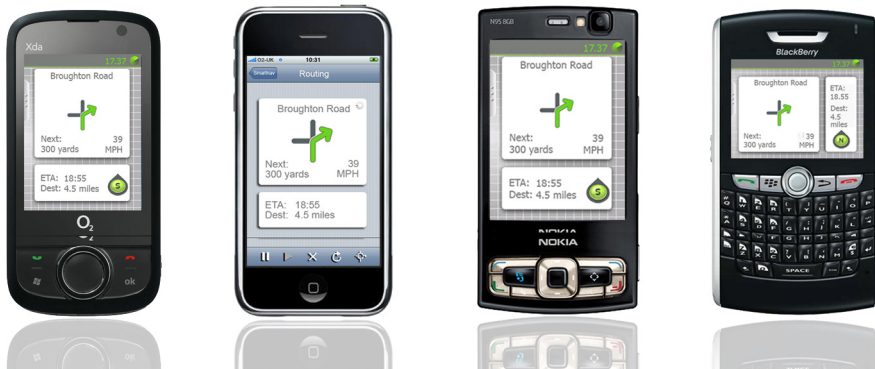 Xda
17.37
Broughton Road
Next: 39
300 yards MPH
ETA: 18:55
Dest: 4.5 miles
S
O2
ok
O2-UK 10:31
Smartnav Routing
Broughton Road
Next: 39
300 yards MPH
ETA: 18:55
Dest: 4.5 miles
N95 8GB
17.37
Broughton Road
Next: 39
300 yards MPH
ETA: 18:55
Dest: 4.5 miles
S
NOKIA
BlackBerry
17.37
Broughton Road
Next: 39
300 yards MPH
ETA:
18.55
Dest:
4.5
miles
N
SPACE